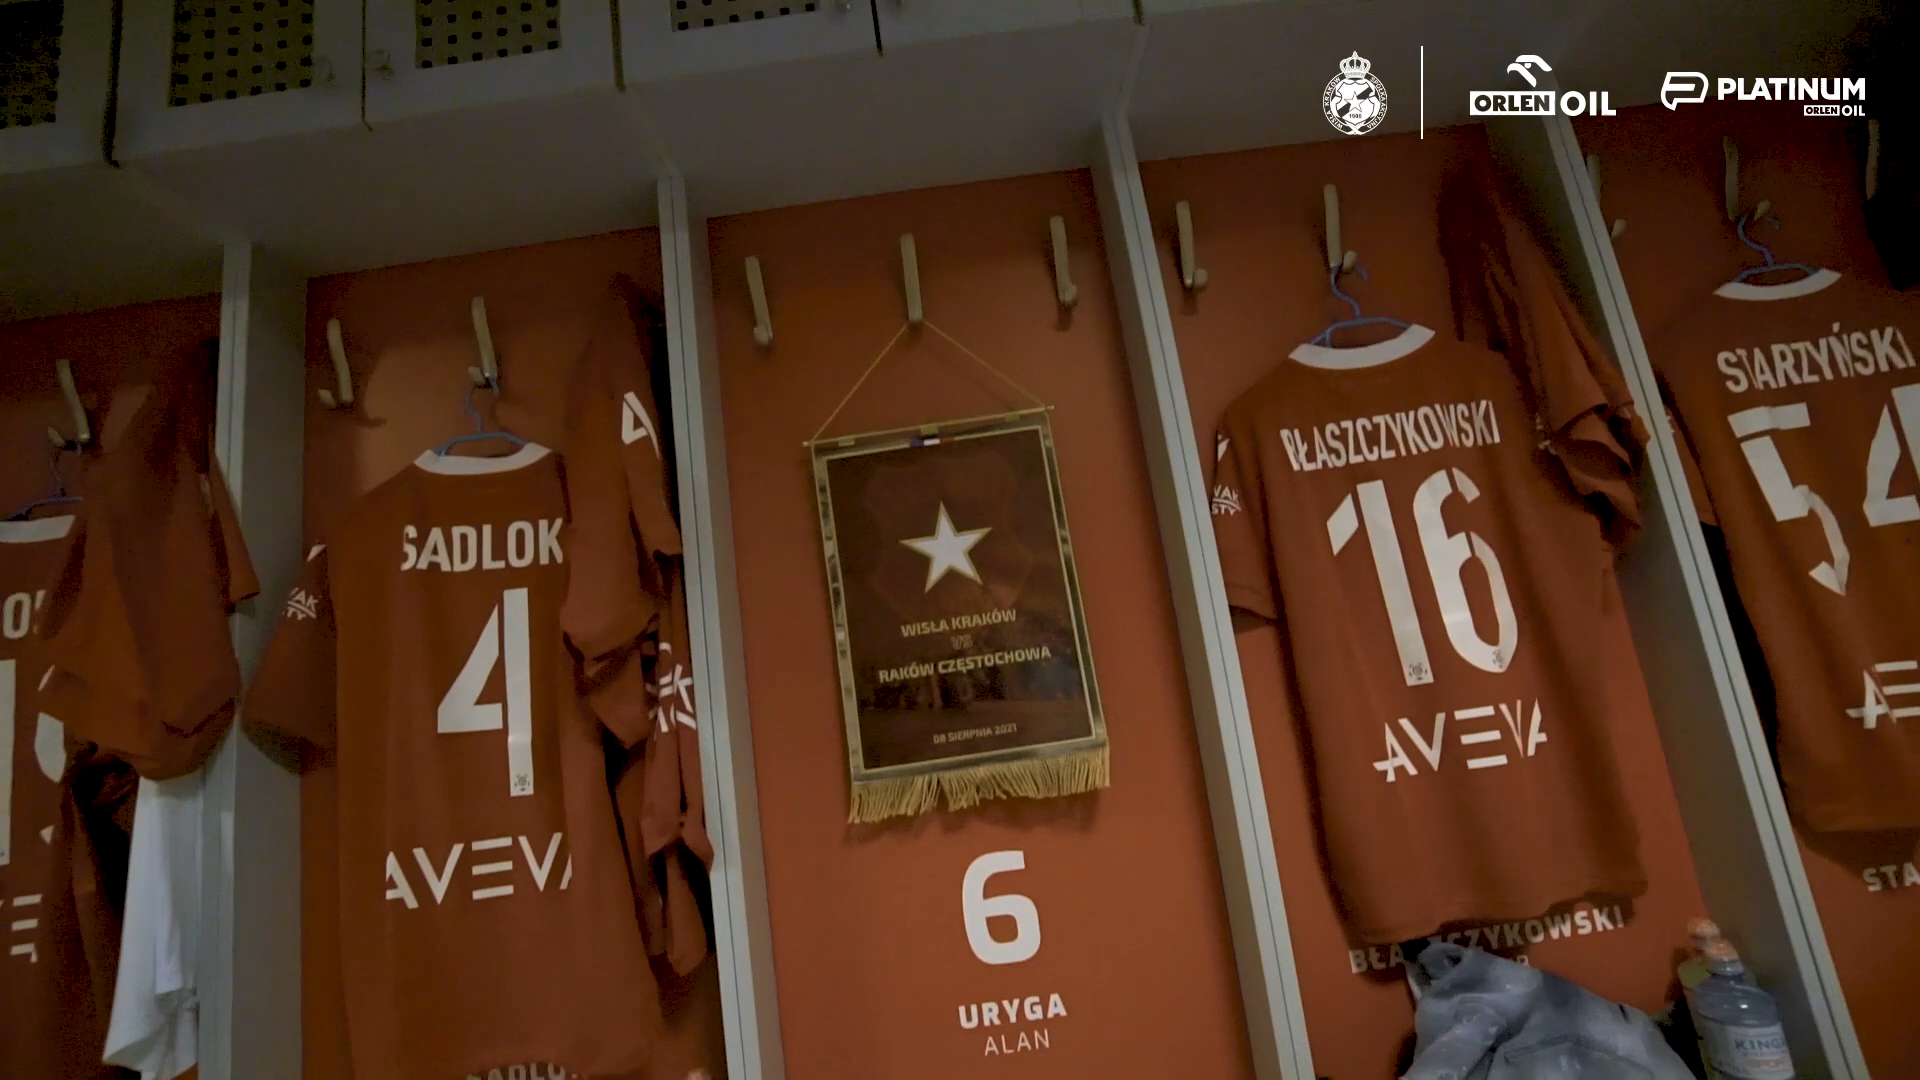 ORLEN OIL
PLATINUM
ORLEN OIL
SADLOK
4
AVEVA
WISŁA KRAKÓW
VS
RAKÓW CZĘSTOCHOWA
08 SIERPNIA 2021
6
URYGA
ALAN
BŁASZCZYKOWSKI
16
AVEVA
BŁASZCZYKOWSKI
STARZYŃSKI
54